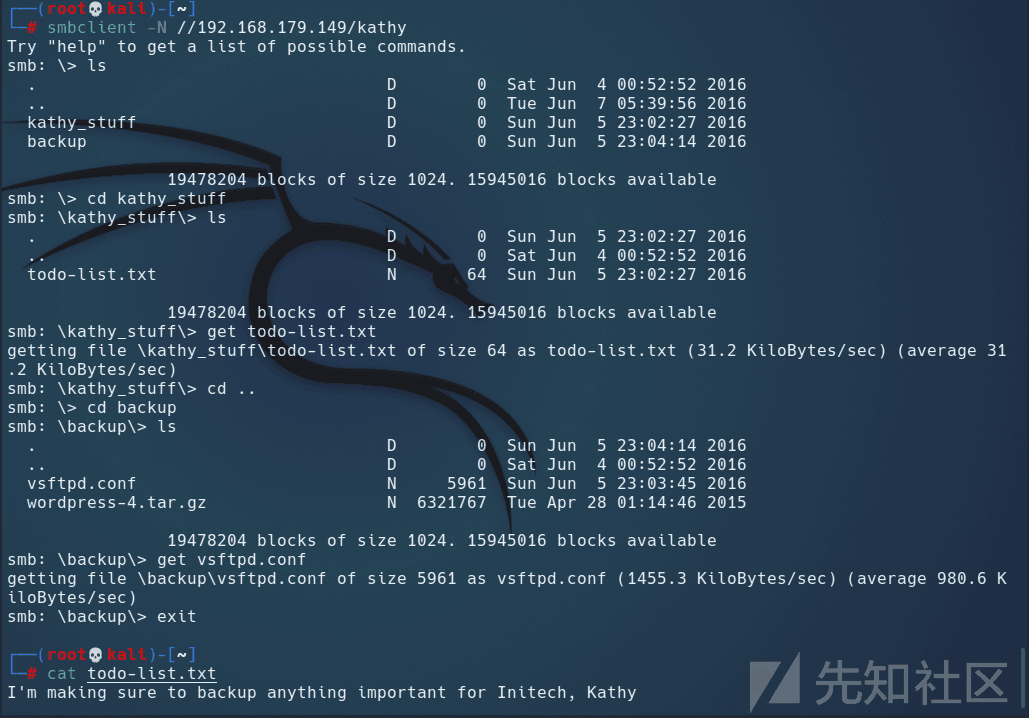 ┌──(root💀kali)-[~]
└─# smbclient -N //192.168.179.149/kathy
Try "help" to get a list of possible commands.
smb: \> ls
  .                                   D        0  Sat Jun  4 00:52:52 2016
  ..                                  D        0  Tue Jun  7 05:39:56 2016
  kathy_stuff                         D        0  Sun Jun  5 23:02:27 2016
  backup                              D        0  Sun Jun  5 23:04:14 2016
                19478204 blocks of size 1024. 15945016 blocks available
smb: \> cd kathy_stuff
smb: \kathy_stuff\> ls
  .                                   D        0  Sun Jun  5 23:02:27 2016
  ..                                  D        0  Sat Jun  4 00:52:52 2016
  todo-list.txt                       N       64  Sun Jun  5 23:02:27 2016
                19478204 blocks of size 1024. 15945016 blocks available
smb: \kathy_stuff\> get todo-list.txt
getting file \kathy_stuff\todo-list.txt of size 64 as todo-list.txt (31.2 KiloBytes/sec) (average 31
.2 KiloBytes/sec)
smb: \kathy_stuff\> cd ..
smb: \> cd backup
smb: \backup\> ls
  .                                   D        0  Sun Jun  5 23:04:14 2016
  ..                                  D        0  Sat Jun  4 00:52:52 2016
  vsftpd.conf                         N     5961  Sun Jun  5 23:03:45 2016
  wordpress-4.tar.gz                  N  6321767  Tue Apr 28 01:14:46 2015
                19478204 blocks of size 1024. 15945016 blocks available
smb: \backup\> get vsftpd.conf
getting file \backup\vsftpd.conf of size 5961 as vsftpd.conf (1455.3 KiloBytes/sec) (average 980.6 K
iloBytes/sec)
smb: \backup\> exit
┌──(root💀kali)-[~]
└─# cat todo-list.txt
I'm making sure to backup anything important for Initech, Kathy
先知社区